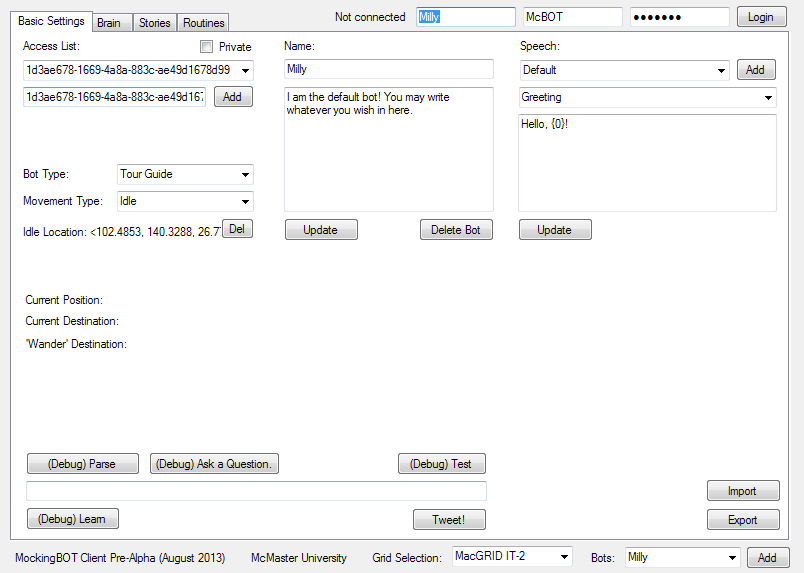 Basic Settings Brain Stories Routines Not connected Milly McBOT ●●●●●●● Login
Access List: Private Name: Speech:
1d3ae678-1669-4a8a-883c-ae49d1678d99 Milly Default Add
1d3ae678-1669-4a8a-883c-ae49d167 Add I am the default bot! You may write Greeting
whatever you wish in here.
Hello, {0}!
Bot Type: Tour Guide
Movement Type: Idle
Idle Location: <102.4853, 140.3288, 26.7 Del Update Delete Bot Update
Current Position:
Current Destination:
'Wander' Destination:
(Debug) Parse (Debug) Ask a Question. (Debug) Test
Import
(Debug) Learn Tweet! Export
MockingBOT Client Pre-Alpha (August 2013) McMaster University Grid Selection: MacGRID IT-2 Bots: Milly Add